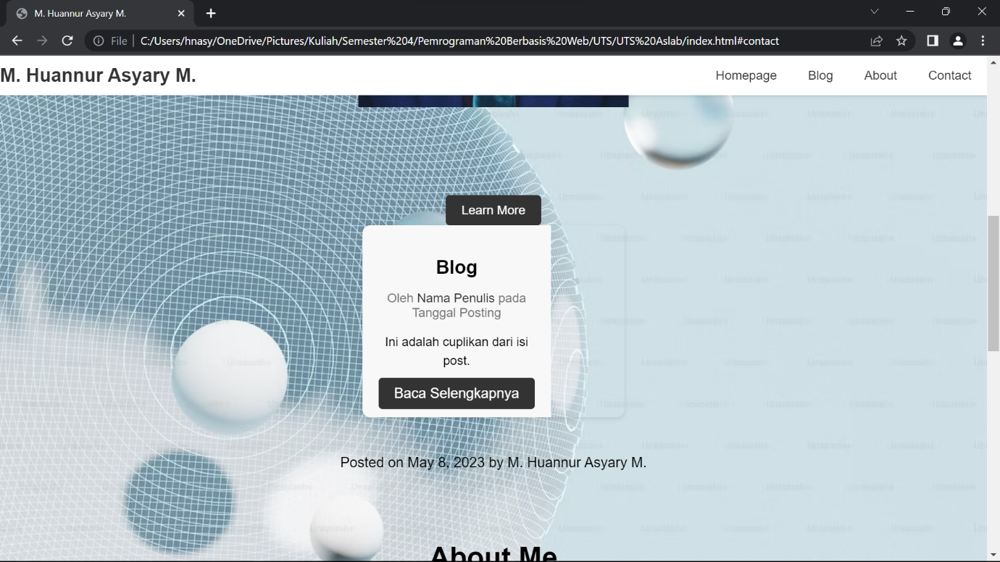 M. Huannur Asyary M.
File
C:/Users/hnasy/OneDrive/Pictures/Kuliah/Semester%204/Pemrograman%20Berbasis%20Web/UTS/UTS%20Aslab/index.html#contact
M. Huannur Asyary M.
Homepage Blog About Contact
Learn More
Blog
Oleh Nama Penulis pada
Tanggal Posting
Ini adalah cuplikan dari isi
post.
Baca Selengkapnya
Posted on May 8, 2023 by M. Huannur Asyary M.
About Me